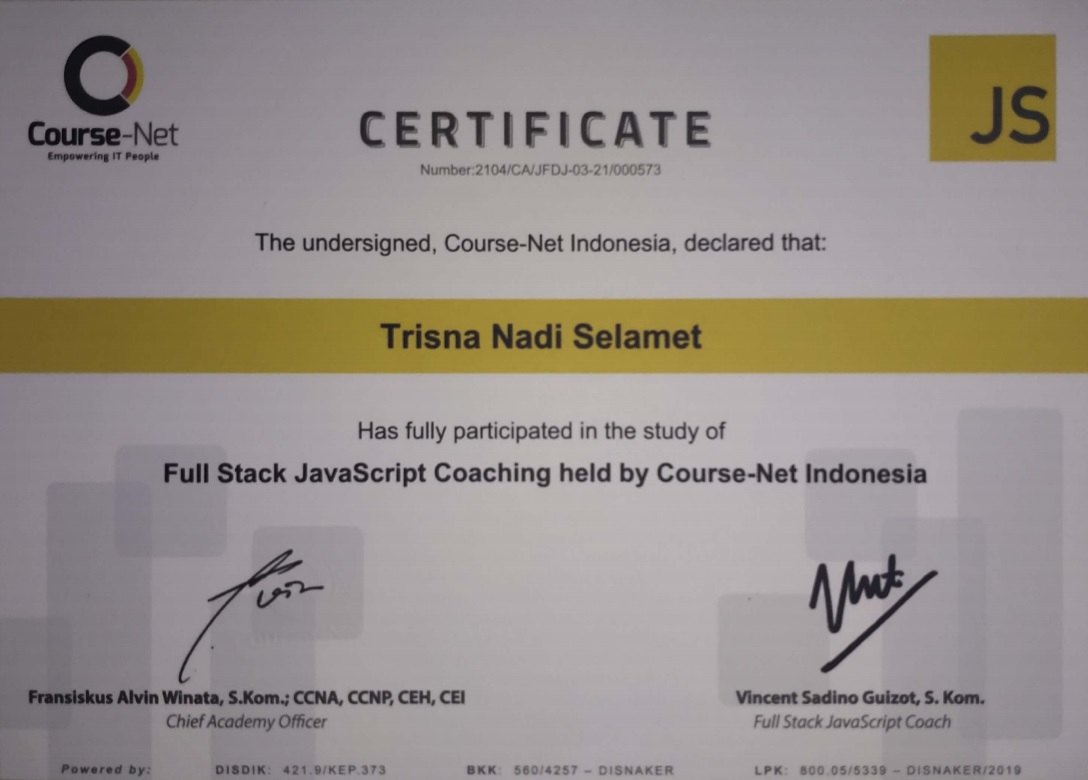 Course-Net
Empowering IT People
JS
CERTIFICATE
Number:2104/CA/JFDJ-03-21/000573
The undersigned, Course-Net Indonesia, declared that:
Trisna Nadi Selamet
Has fully participated in the study of
Full Stack JavaScript Coaching held by Course-Net Indonesia
Fransiskus Alvin Winata, S.Kom.; CCNA, CCNP, CEH, CEI
Chief Academy Officer
Vincent Sadino Guizot, S. Kom.
Full Stack JavaScript Coach
Powered by: DISDIK: 421.9/KEP.373 BKK: 560/4257 – DISNAKER LPK: 800.05/5339 – DISNAKER/2019